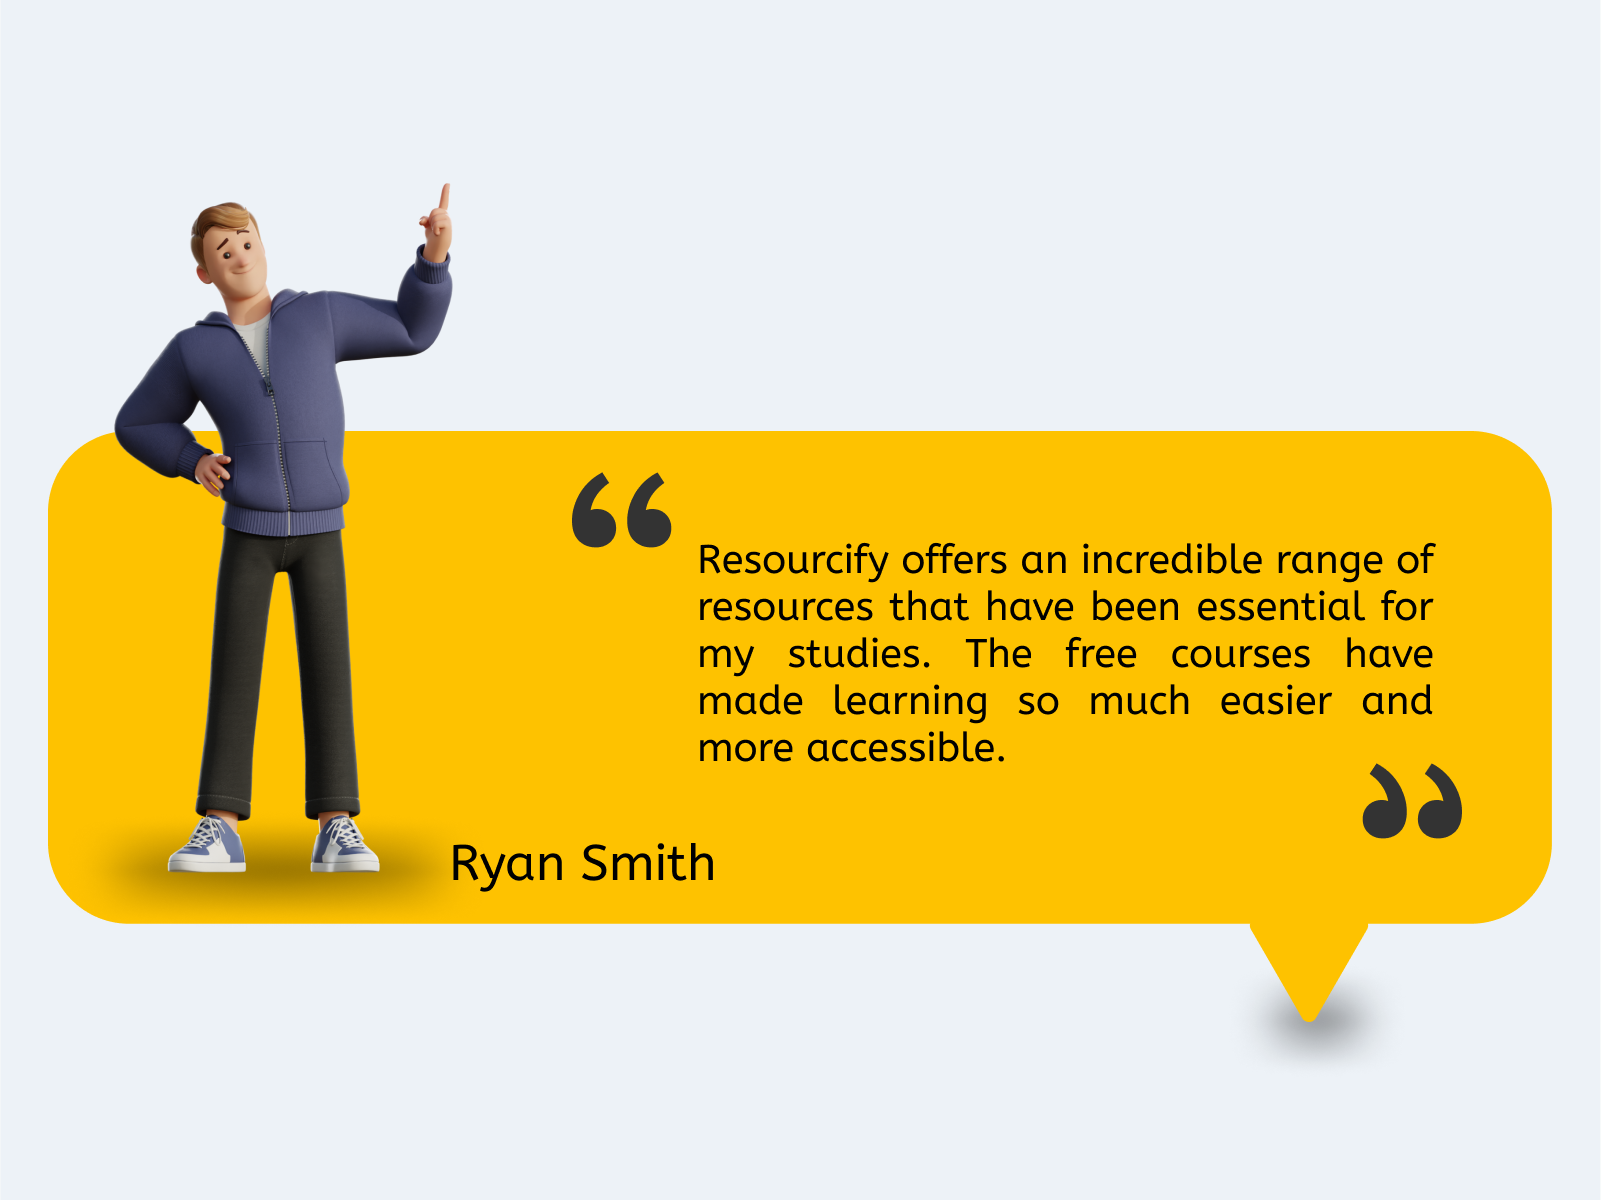 “
Resourcify offers an incredible range of
resources that have been essential for
my studies. The free courses have
made learning so much easier and
more accessible.
”
Ryan Smith